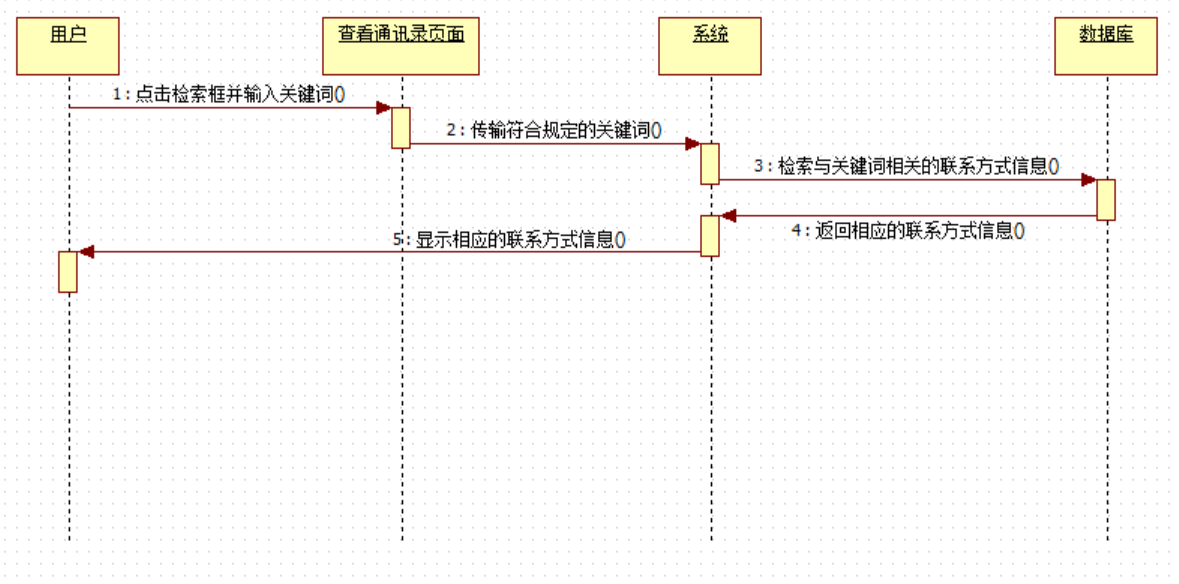 用户
查看通讯录页面
系统
数据库
1:点击检索框并输入关键词()
2:传输符合规定的关键词()
3:检索与关键词相关的联系方式信息()
4:返回相应的联系方式信息()
5:显示相应的联系方式信息()